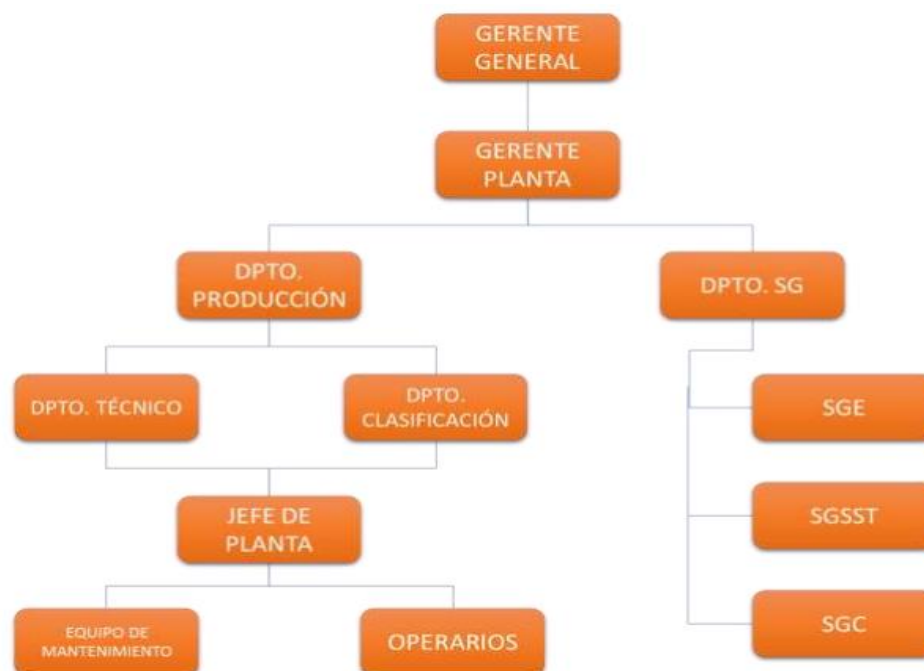 GERENTE
GENERAL
GERENTE
PLANTA
DPTO.
PRODUCCIÓN
DPTO. SG
DPTO. TÉCNICO
DPTO.
CLASIFICACIÓN
SGE
JEFE DE
PLANTA
SGSST
EQUIPO DE
MANTENIMIENTO
OPERARIOS
SGC